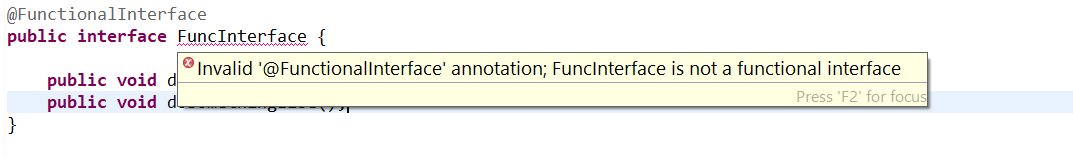 @FunctionalInterface
public interface FuncInterface {
Invalid '@FunctionalInterface' annotation; FuncInterface is not a functional interface
public void
public void
Press 'F2' for focus
}